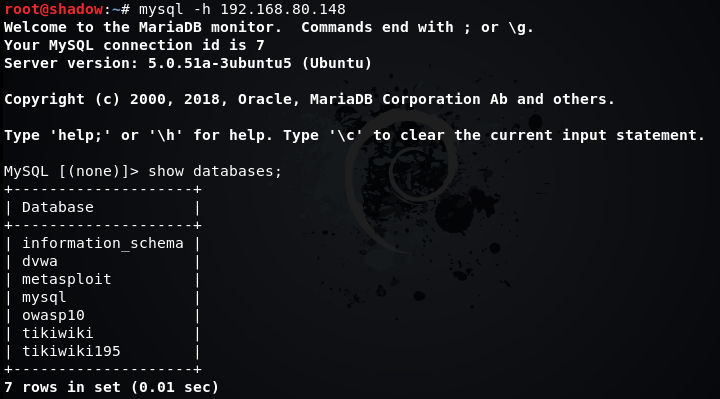 root@shadow:~# mysql -h 192.168.80.148
Welcome to the MariaDB monitor.  Commands end with ; or \g.
Your MySQL connection id is 7
Server version: 5.0.51a-3ubuntu5 (Ubuntu)

Copyright (c) 2000, 2018, Oracle, MariaDB Corporation Ab and others.

Type 'help;' or '\h' for help. Type '\c' to clear the current input statement.

MySQL [(none)]> show databases;
+--------------------+
| Database           |
+--------------------+
| information_schema |
| dvwa               |
| metasploit         |
| mysql              |
| owasp10            |
| tikiwiki           |
| tikiwiki195        |
+--------------------+
7 rows in set (0.01 sec)